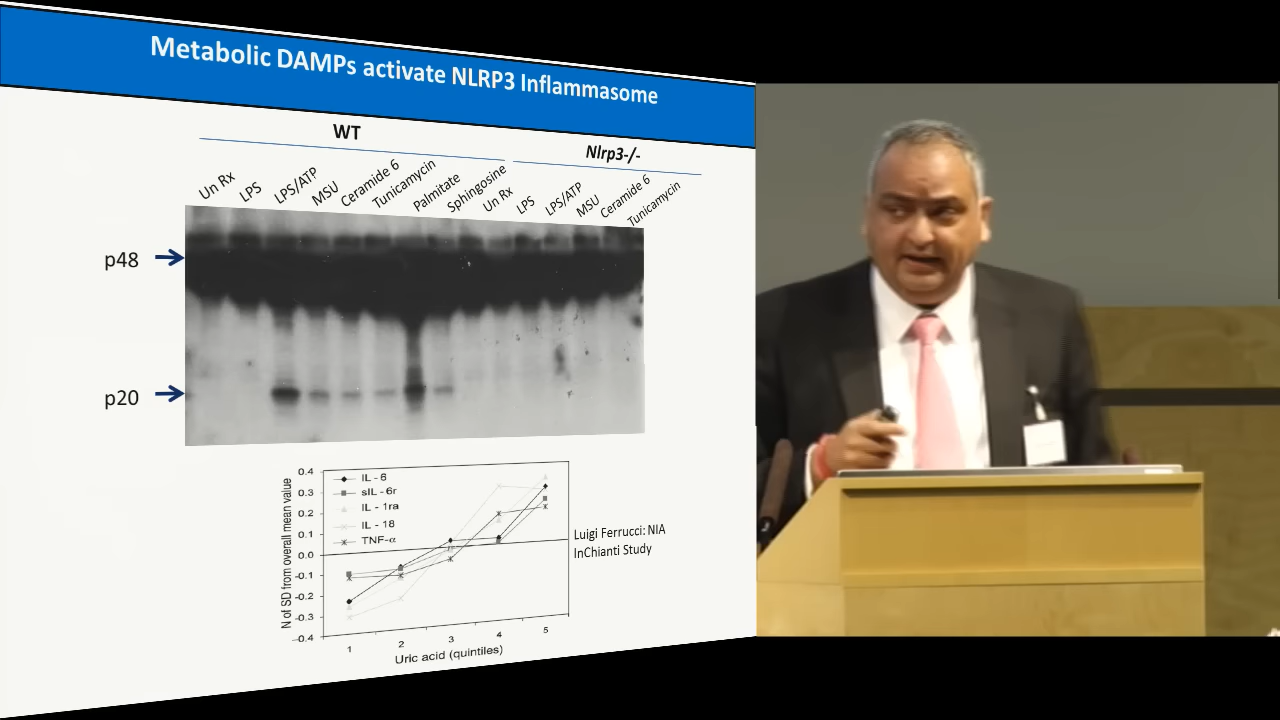 Metabolic DAMPs activate NLRP3 Inflammasome
WT
Nlrp3-/-
Un Rx
LPS
LPS/ATP
MSU
Ceramide 6
Tunicamycin
Palmitate
Sphingosine
Un Rx
LPS
LPS/ATP
MSU
Ceramide 6
Tunicamycin
p48
p20
N of SD from overall mean value
0.4
0.3
0.2
0.1
0.0
-0.1
-0.2
-0.3
-0.4
IL - 6
sIL - 6r
IL - 1ra
IL - 18
TNF-α
1
2
3
4
5
Uric acid (quintiles)
Luigi Ferrucci: NIA
InChianti Study